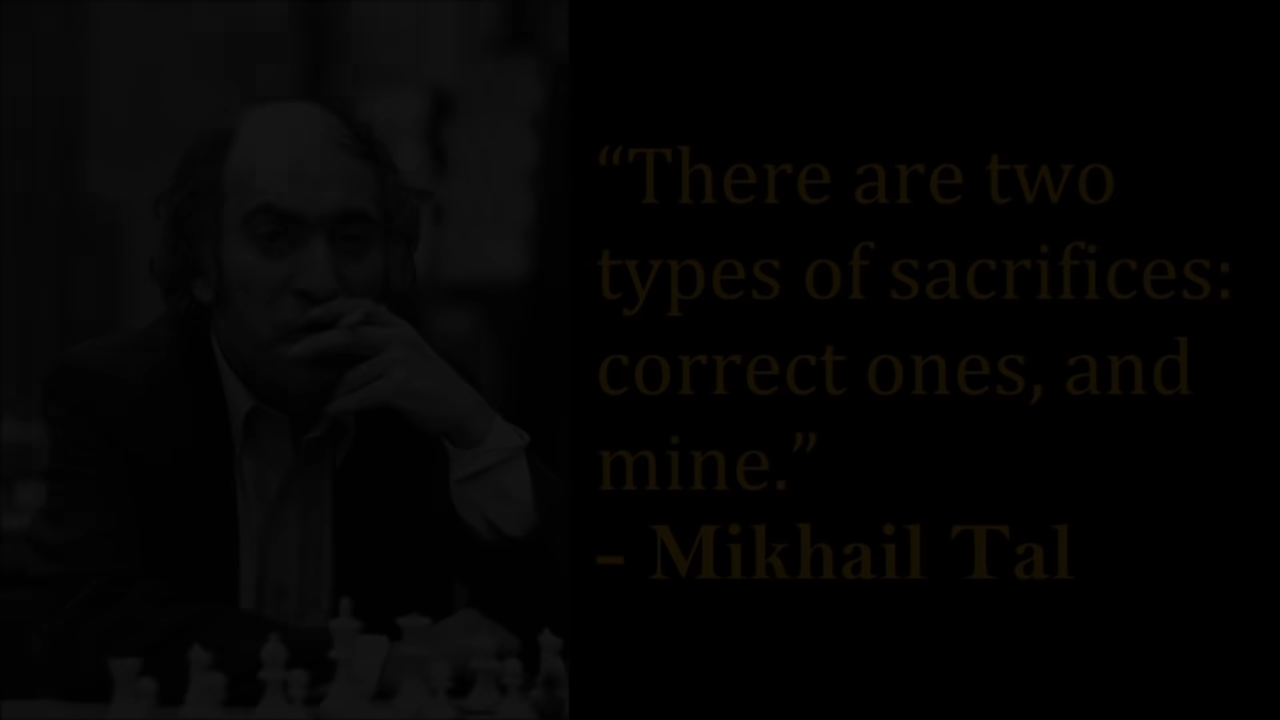 “There are two
types of sacrifices:
correct ones, and
mine.”
- Mikhail Tal